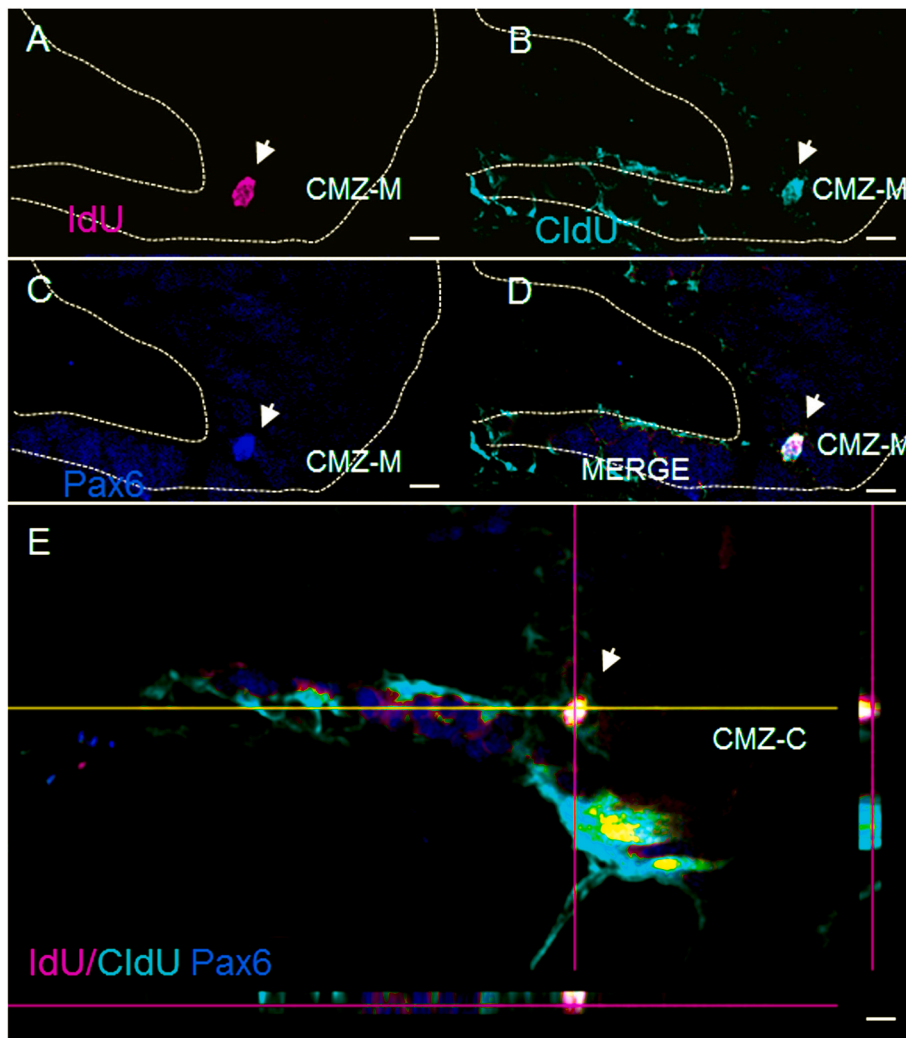 A
CMZ-M
IdU
B
CMZ-M
CldU
C
CMZ-M
Pax6
D
CMZ-M
MERGE
E
CMZ-C
IdU/CldU Pax6